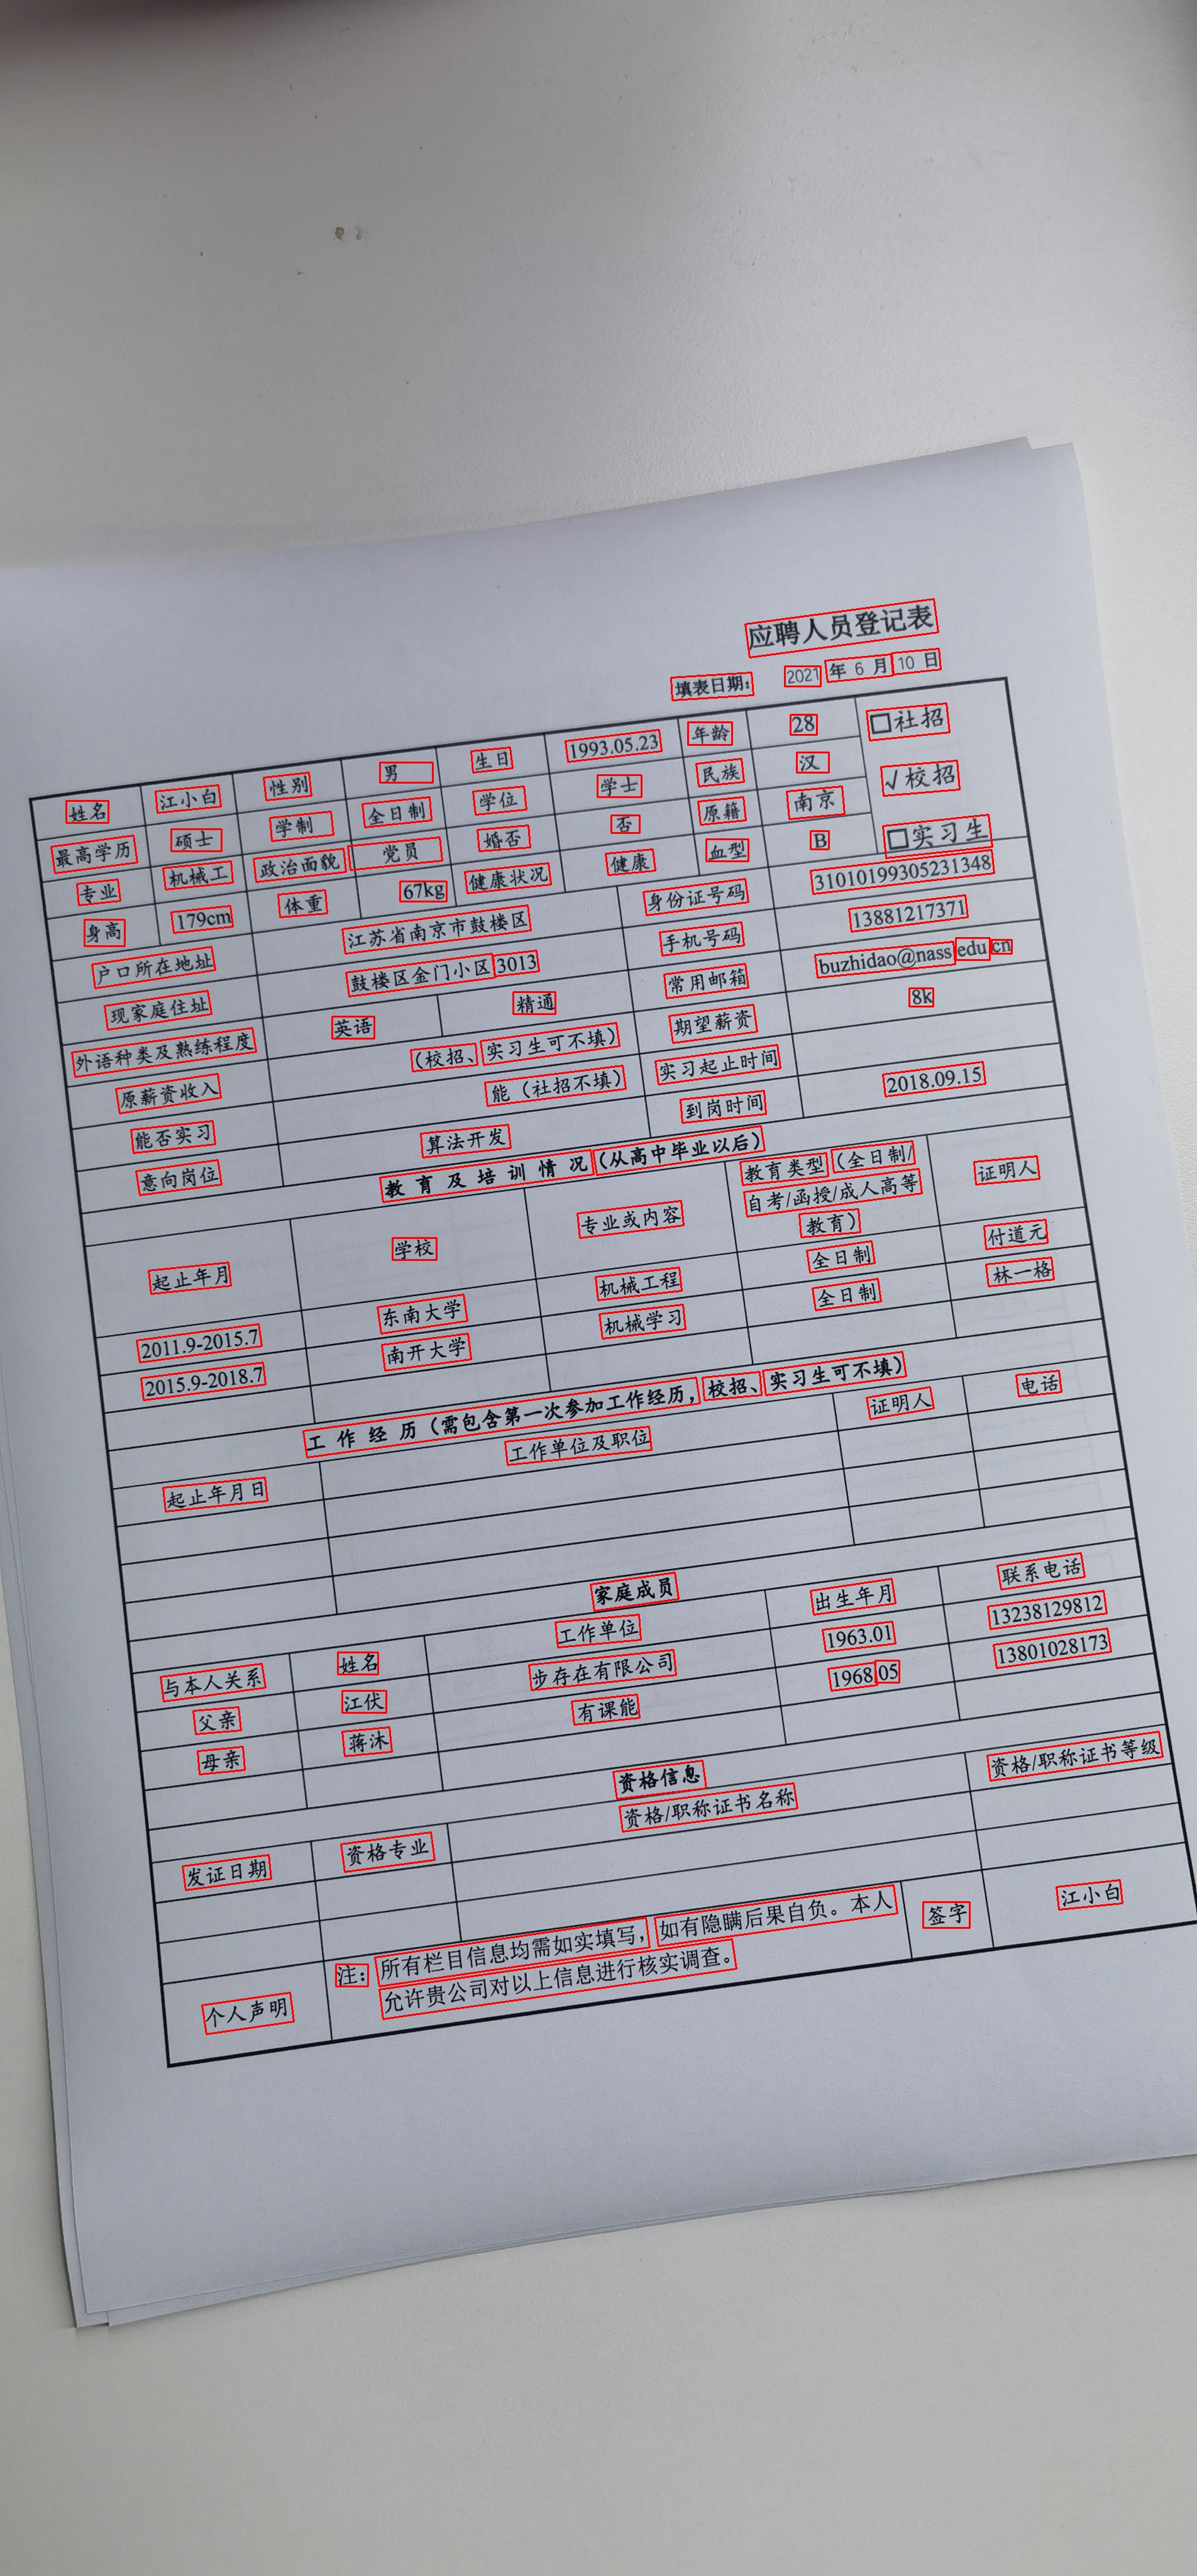 应聘人员登记表
填表日期： 2021 年 6 月 10 日
姓名 江小白 性别 男 生日 1993.05.23 年龄 28 □社招
最高学历 硕士 学制 全日制 学位 学士 民族 汉 √校招
专业 机械工 政治面貌 党员 婚否 否 原籍 南京 □实习生
身高 179cm 体重 67kg 健康状况 健康 血型 B
户口所在地址 江苏省南京市鼓楼区 身份证号码 31010199305231348
现家庭住址 鼓楼区金门小区3013 手机号码 13881217371
外语种类及熟练程度 英语 精通 常用邮箱 buzhidao@nass.edu.cn
原薪资收入 （校招、实习生可不填） 期望薪资 8k
能否实习 能（社招不填） 实习起止时间
意向岗位 算法开发 到岗时间 2018.09.15
教 育 及 培 训 情 况（从高中毕业以后）
起止年月 学校 专业或内容 教育类型（全日制/
自考/函授/成人高等
教育） 证明人
2011.9-2015.7 东南大学 机械工程 全日制 付道元
2015.9-2018.7 南开大学 机械学习 全日制 林一格
工 作 经 历（需包含第一次参加工作经历，校招、实习生可不填）
起止年月日 工作单位及职位 证明人 电话
家庭成员
与本人关系 姓名 工作单位 出生年月 联系电话
父亲 江伏 步存在有限公司 1963.01 13238129812
母亲 蒋沐 有课能 1968.05 13801028173
资格信息
发证日期 资格专业 资格/职称证书名称 资格/职称证书等级
个人声明 注：所有栏目信息均需如实填写，如有隐瞒后果自负。本人
允许贵公司对以上信息进行核实调查。 签字 江小白